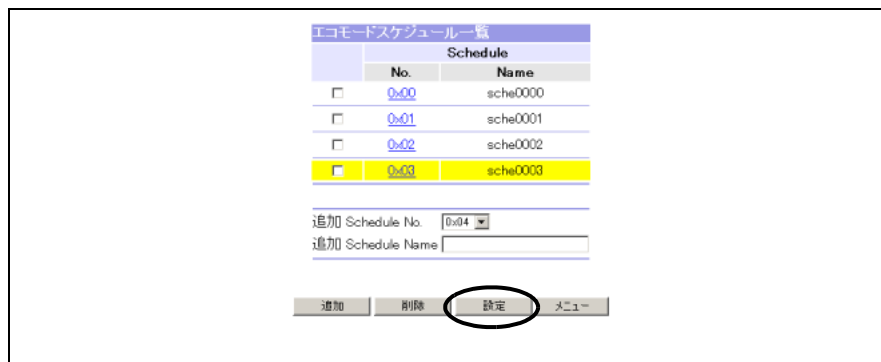 エコモードスケジュール一覧
Schedule
No. Name
0x00 sche0000
0x01 sche0001
0x02 sche0002
0x03 sche0003
追加 Schedule No. 0x04
追加 Schedule Name
追加 削除 設定 メニュー